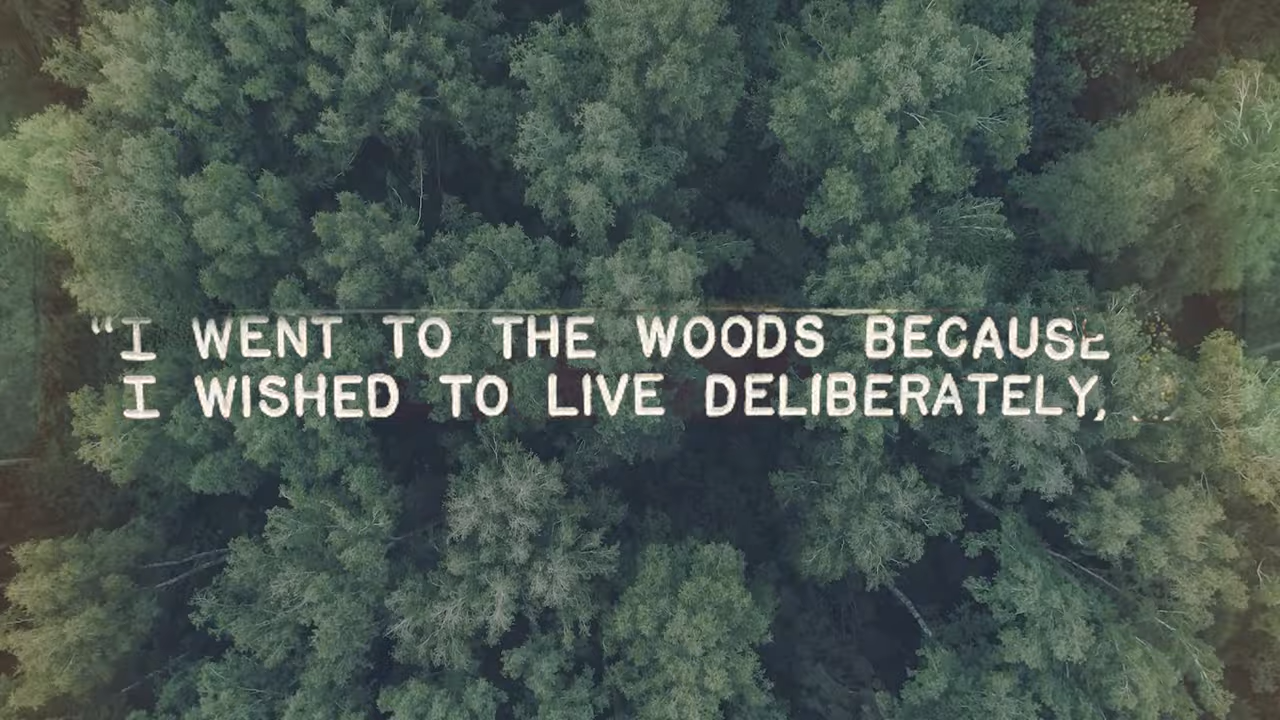 “I WENT TO THE WOODS BECAUSE
I WISHED TO LIVE DELIBERATELY,